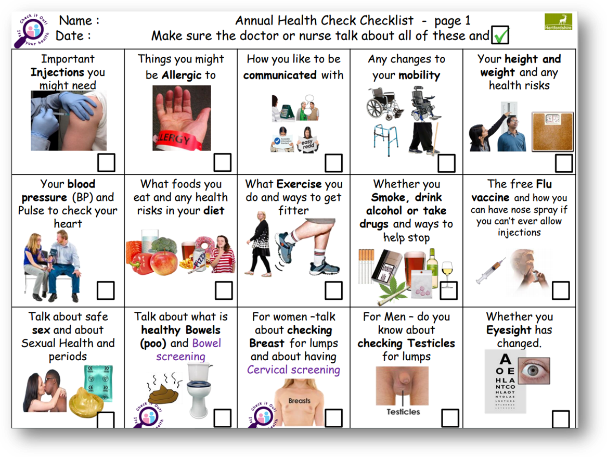 Name :
Annual Health Check Checklist - page 1
Date :
Make sure the doctor or nurse talk about all of these and
Important
Injections you
might need
Things you might
be Allergic to
ALLERGY
How you like to be
communicated with
easy
read
Any changes to
your mobility
Your height and
weight and any
health risks
Your blood
pressure (BP) and
Pulse to check your
heart
What foods you
eat and any health
risks in your diet
What Exercise you
do and ways to get
fitter
Whether you
Smoke, drink
alcohol or take
drugs and ways to
help stop
The free Flu
vaccine and how you
can have nose spray if
you can't ever allow
injections
Talk about safe
sex and about
Sexual Health and
periods
Talk about what is
healthy Bowels
(poo) and Bowel
screening
For women –talk
about checking
Breast for lumps
and about having
Cervical screening
Breasts
For Men – do you
know about
checking Testicles
for lumps
Testicles
Whether you
Eyesight has
changed.
A
O E
H L A
N T C O